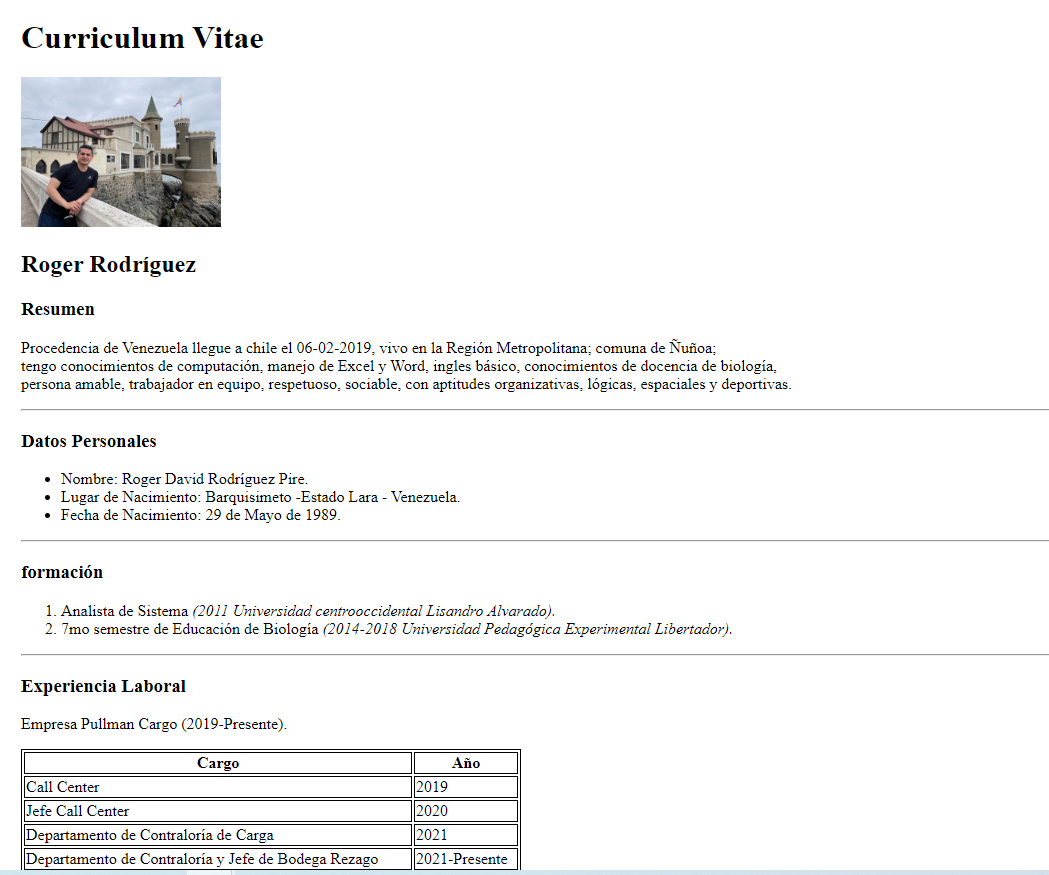 Curriculum Vitae
Roger Rodríguez
Resumen
Procedencia de Venezuela llegue a chile el 06-02-2019, vivo en la Región Metropolitana; comuna de Ñuñoa;
tengo conocimientos de computación, manejo de Excel y Word, ingles básico, conocimientos de docencia de biología,
persona amable, trabajador en equipo, respetuoso, sociable, con aptitudes organizativas, lógicas, espaciales y deportivas.
Datos Personales
• Nombre: Roger David Rodríguez Pire.
• Lugar de Nacimiento: Barquisimeto -Estado Lara - Venezuela.
• Fecha de Nacimiento: 29 de Mayo de 1989.
formación
1. Analista de Sistema (2011 Universidad centrooccidental Lisandro Alvarado).
2. 7mo semestre de Educación de Biología (2014-2018 Universidad Pedagógica Experimental Libertador).
Experiencia Laboral
Empresa Pullman Cargo (2019-Presente).
Cargo Año
Call Center 2019
Jefe Call Center 2020
Departamento de Contraloría de Carga 2021
Departamento de Contraloría y Jefe de Bodega Rezago 2021-Presente